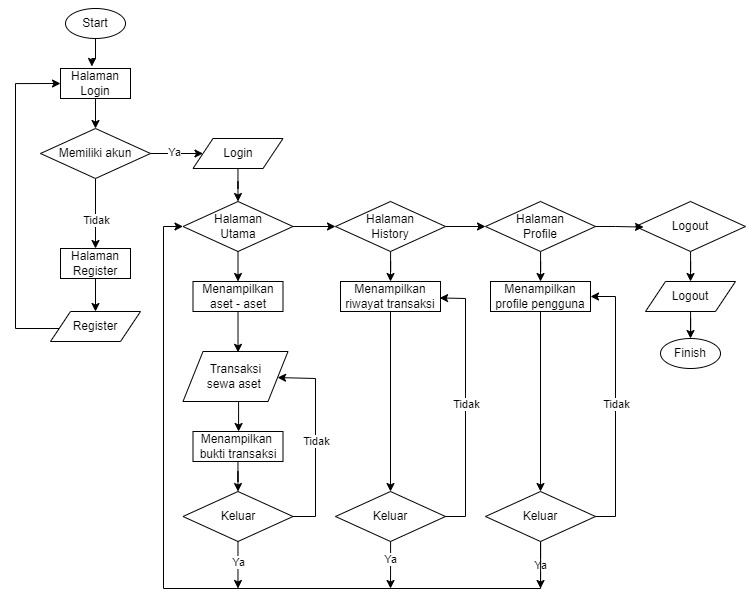 Start
Halaman
Login
Memiliki akun
Ya
Login
Tidak
Halaman
Register
Register
Halaman
Utama
Halaman
History
Halaman
Profile
Logout
Menampilkan
aset - aset
Menampilkan
riwayat transaksi
Menampilkan
profile pengguna
Logout
Finish
Transaksi
sewa aset
Menampilkan
bukti transaksi
Tidak
Tidak
Tidak
Keluar
Keluar
Keluar
Ya
Ya
Ya